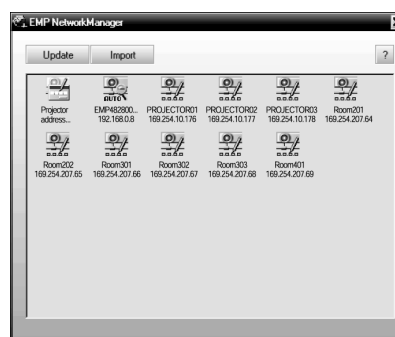 EMP NetworkManager
Update Import ?
AUTO
Projector EMP482800... PROJECTOR01 PROJECTOR02 PROJECTOR03 Room201
address... 192.168.0.8 169.254.10.176 169.254.10.177 169.254.10.178 169.254.207.64
Room202 Room301 Room302 Room303 Room401
169.254.207.65 169.254.207.66 169.254.207.67 169.254.207.68 169.254.207.69